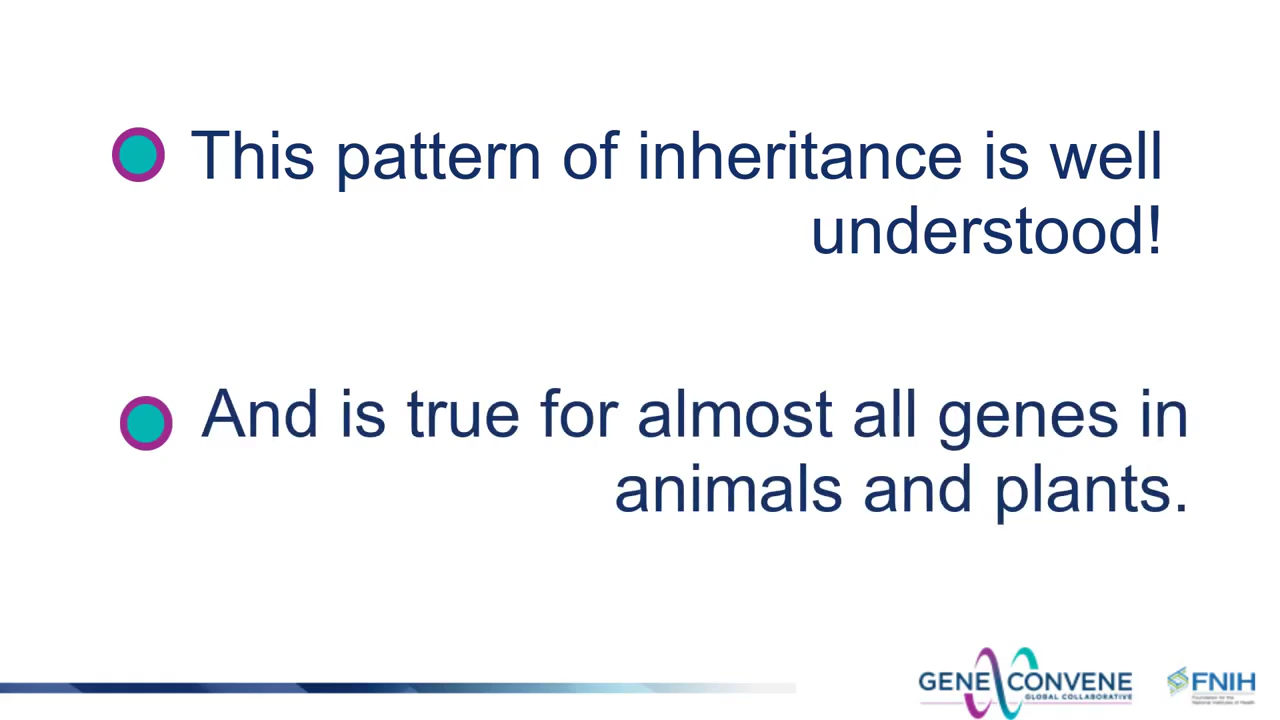 This pattern of inheritance is well
understood!
And is true for almost all genes in
animals and plants.
GENE CONVENE
GLOBAL COLLABORATIVE
FNIH
Foundation for the
National Institutes of Health